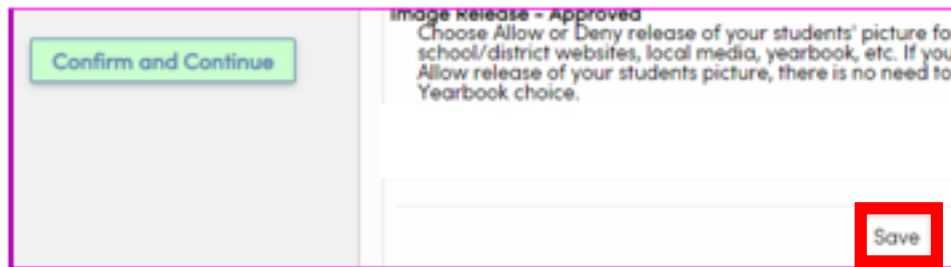 Confirm and Continue
Image Release - Approved
Choose Allow or Deny release of your students' picture fo
school/district websites, local media, yearbook, etc. If you
Allow release of your students picture, there is no need to
Yearbook choice.
Save